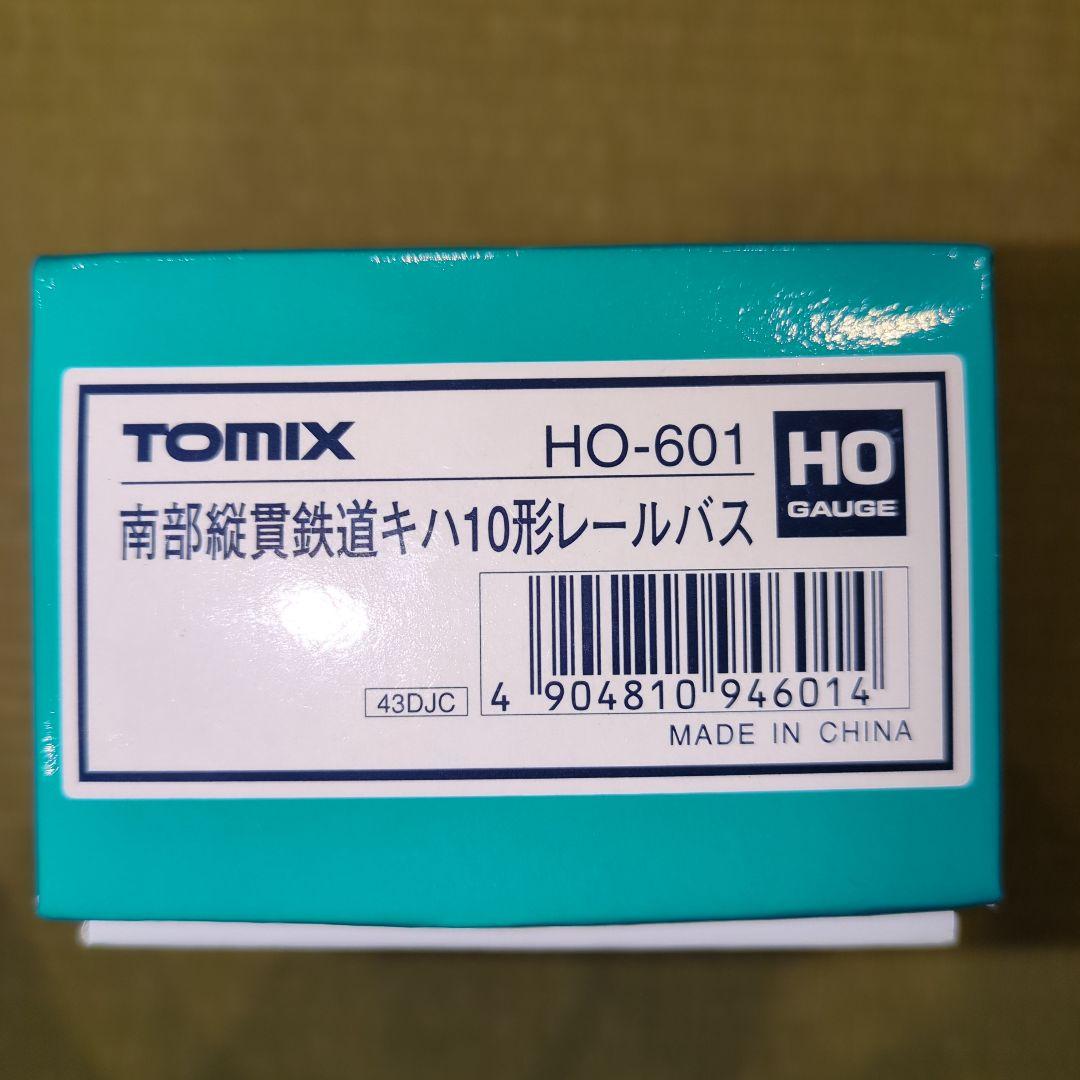 TOMIX HO-601 HO
GAUGE
南部縦貫鉄道キハ10形レールバス
43DJC
4 904810 946014
MADE IN CHINA